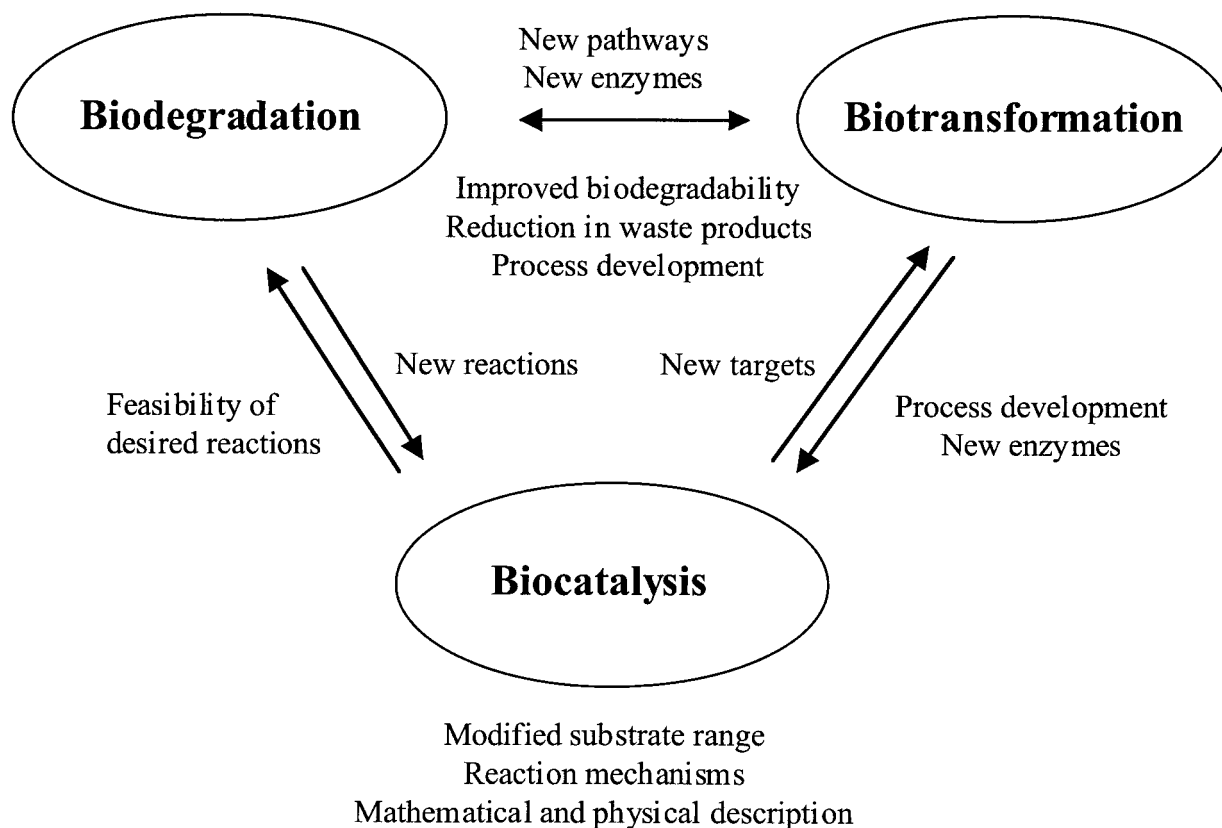 New pathways
New enzymes
Biodegradation
Biotransformation
Improved biodegradability
Reduction in waste products
Process development
New reactions
New targets
Feasibility of
desired reactions
Process development
New enzymes
Biocatalysis
Modified substrate range
Reaction mechanisms
Mathematical and physical description